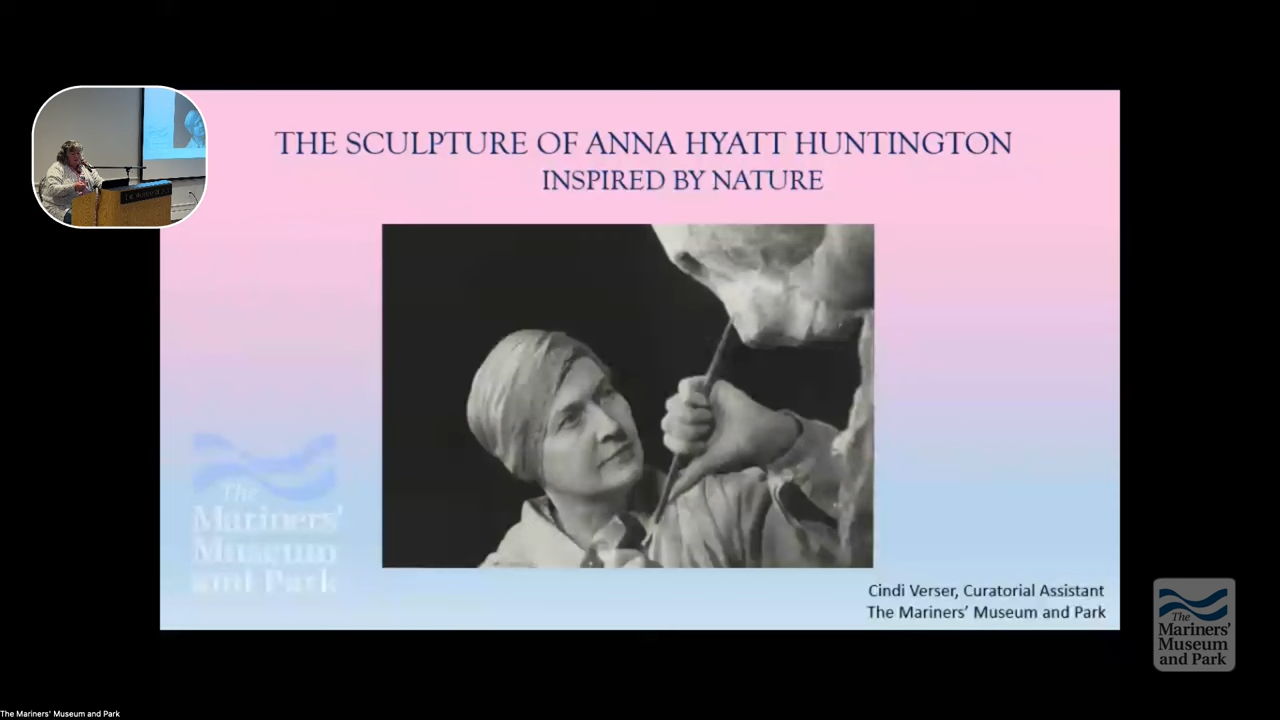 THE SCULPTURE OF ANNA HYATT HUNTINGTON
INSPIRED BY NATURE
The
Mariners'
Museum
and Park
Cindi Verser, Curatorial Assistant
The Mariners' Museum and Park
The
Mariners'
Museum
and Park
The Mariners' Museum and Park